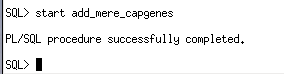 SQL> start add_mere_capgenes
PL/SQL procedure successfully completed.
SQL>